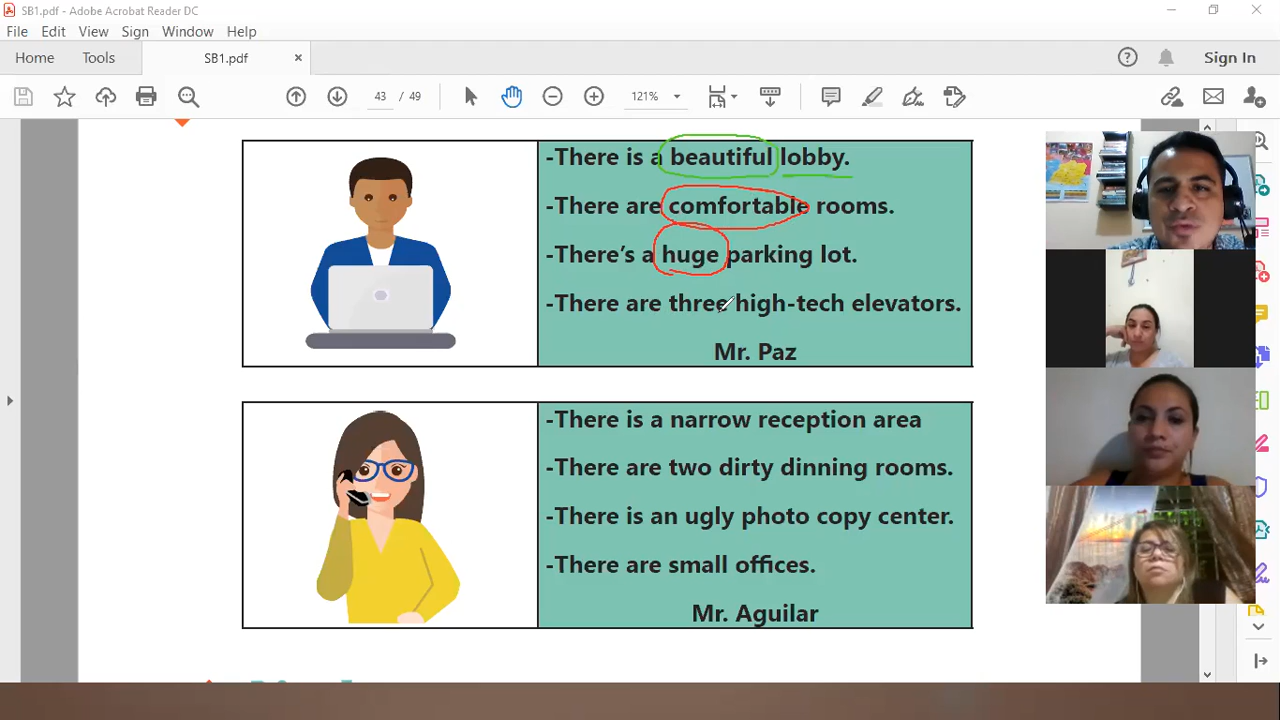 SB1.pdf - Adobe Acrobat Reader DC
File Edit View Sign Window Help
Home Tools SB1.pdf × Sign In
43 / 49 121%
-There is a beautiful lobby.
-There are comfortable rooms.
-There's a huge parking lot.
-There are three high-tech elevators.
Mr. Paz
-There is a narrow reception area
-There are two dirty dinning rooms.
-There is an ugly photo copy center.
-There are small offices.
Mr. Aguilar